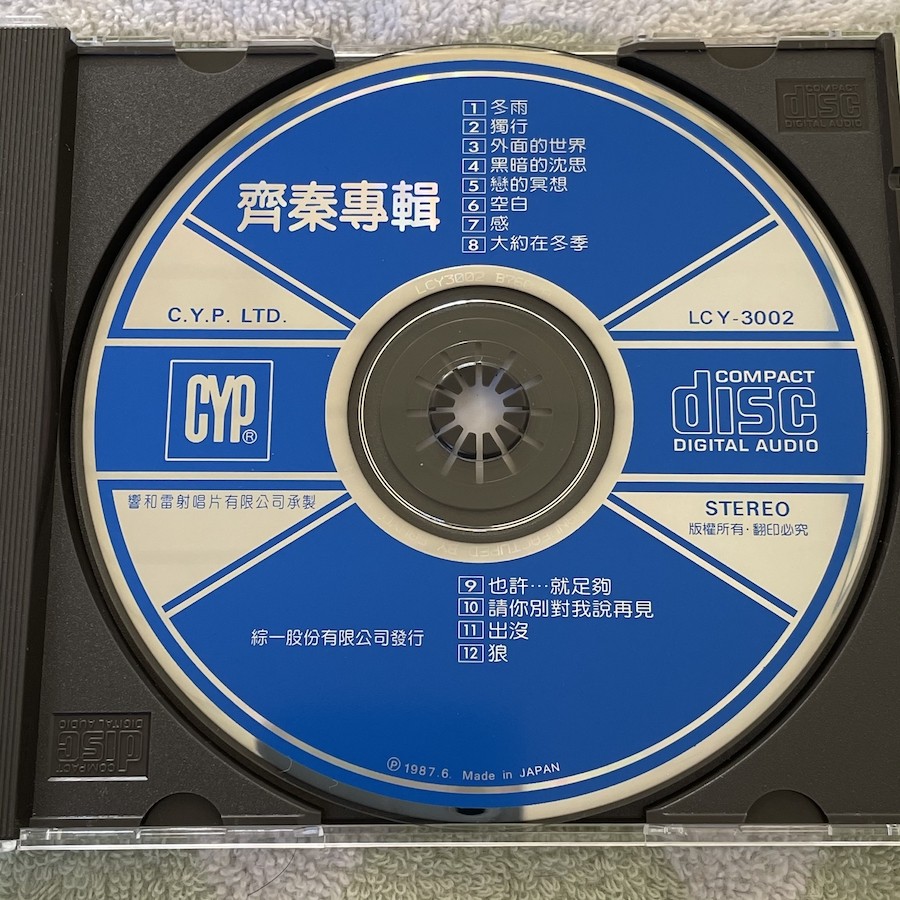 齊秦專輯
1 冬雨
2 獨行
3 外面的世界
4 黑暗的沈思
5 戀的冥想
6 空白
7 感
8 大約在冬季
C.Y.P. LTD.
LCY-3002
CYP®
COMPACT
disc
DIGITAL AUDIO
響和雷射唱片有限公司承製
STEREO
版權所有·翻印必究
9 也許…就足夠
10 請你別對我說再見
11 出沒
12 狼
綜一股份有限公司發行
Ⓟ1987.6. Made in JAPAN
COMPACT
disc
DIGITAL AUDIO
COMPACT
disc
DIGITAL AUDIO
LCY3002